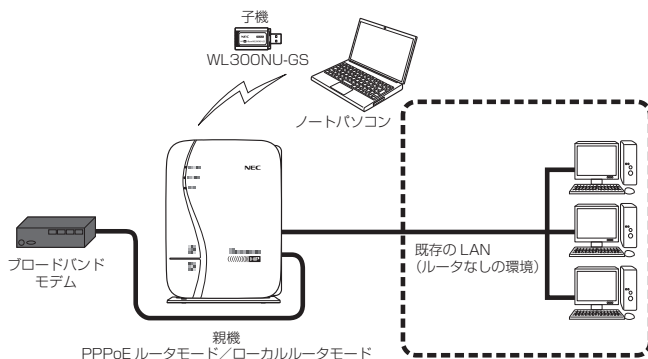 子機
WL300NU-GS
ノートパソコン
NEC
ブロードバンド
モデム
既存の LAN
(ルータなしの環境)
親機
PPPoE ルータモード/ローカルルータモード